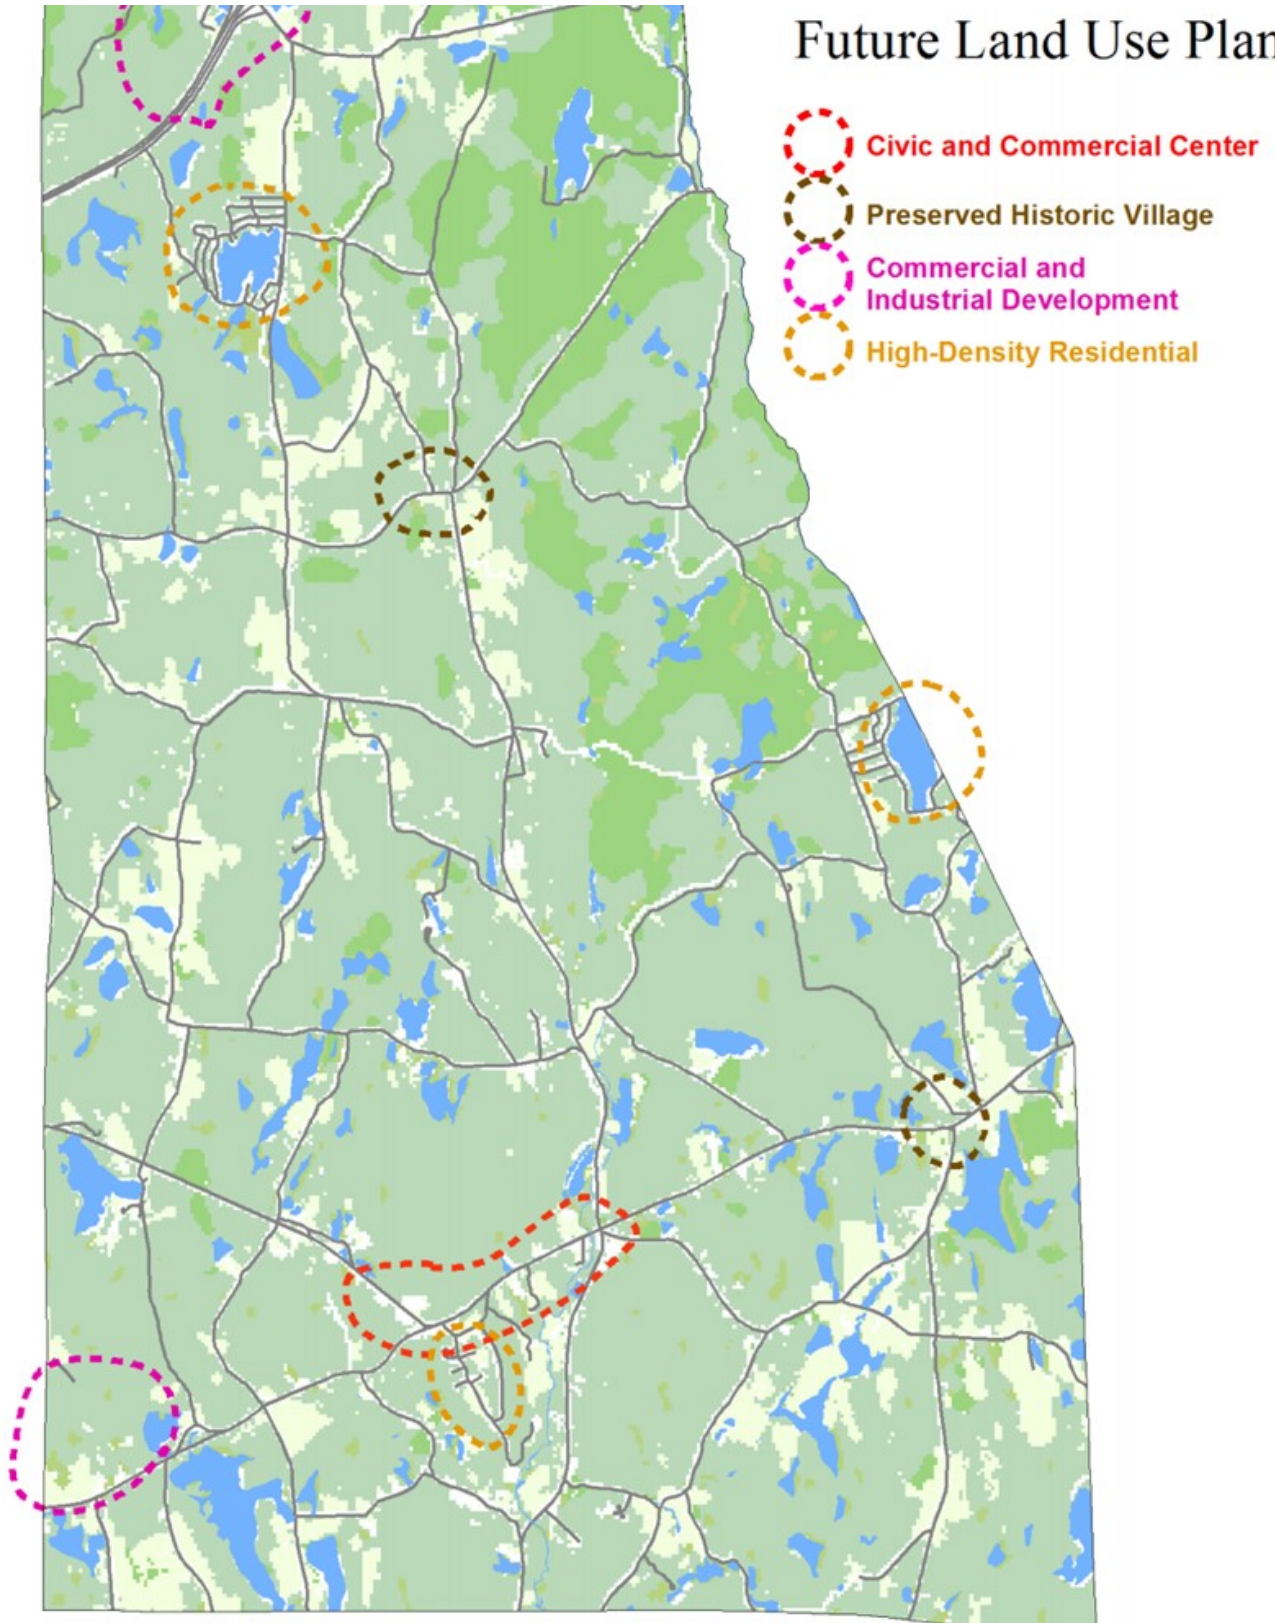 Future Land Use Plan
Civic and Commercial Center
Preserved Historic Village
Commercial and
Industrial Development
High-Density Residential